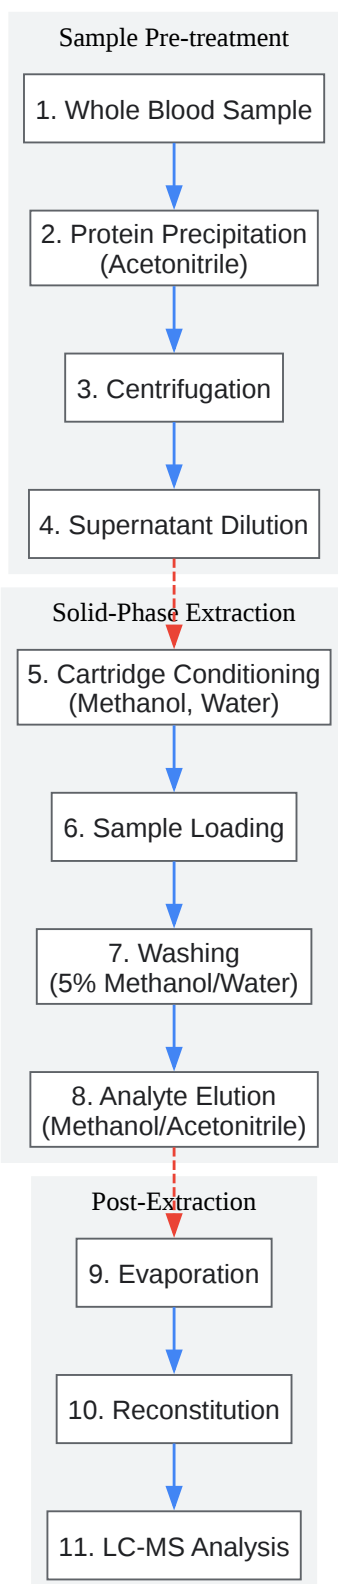 Sample Pre-treatment
1. Whole Blood Sample
2. Protein Precipitation
(Acetonitrile)
3. Centrifugation
4. Supernatant Dilution
Solid-Phase Extraction
5. Cartridge Conditioning
(Methanol, Water)
6. Sample Loading
7. Washing
(5% Methanol/Water)
8. Analyte Elution
(Methanol/Acetonitrile)
Post-Extraction
9. Evaporation
10. Reconstitution
11. LC-MS Analysis